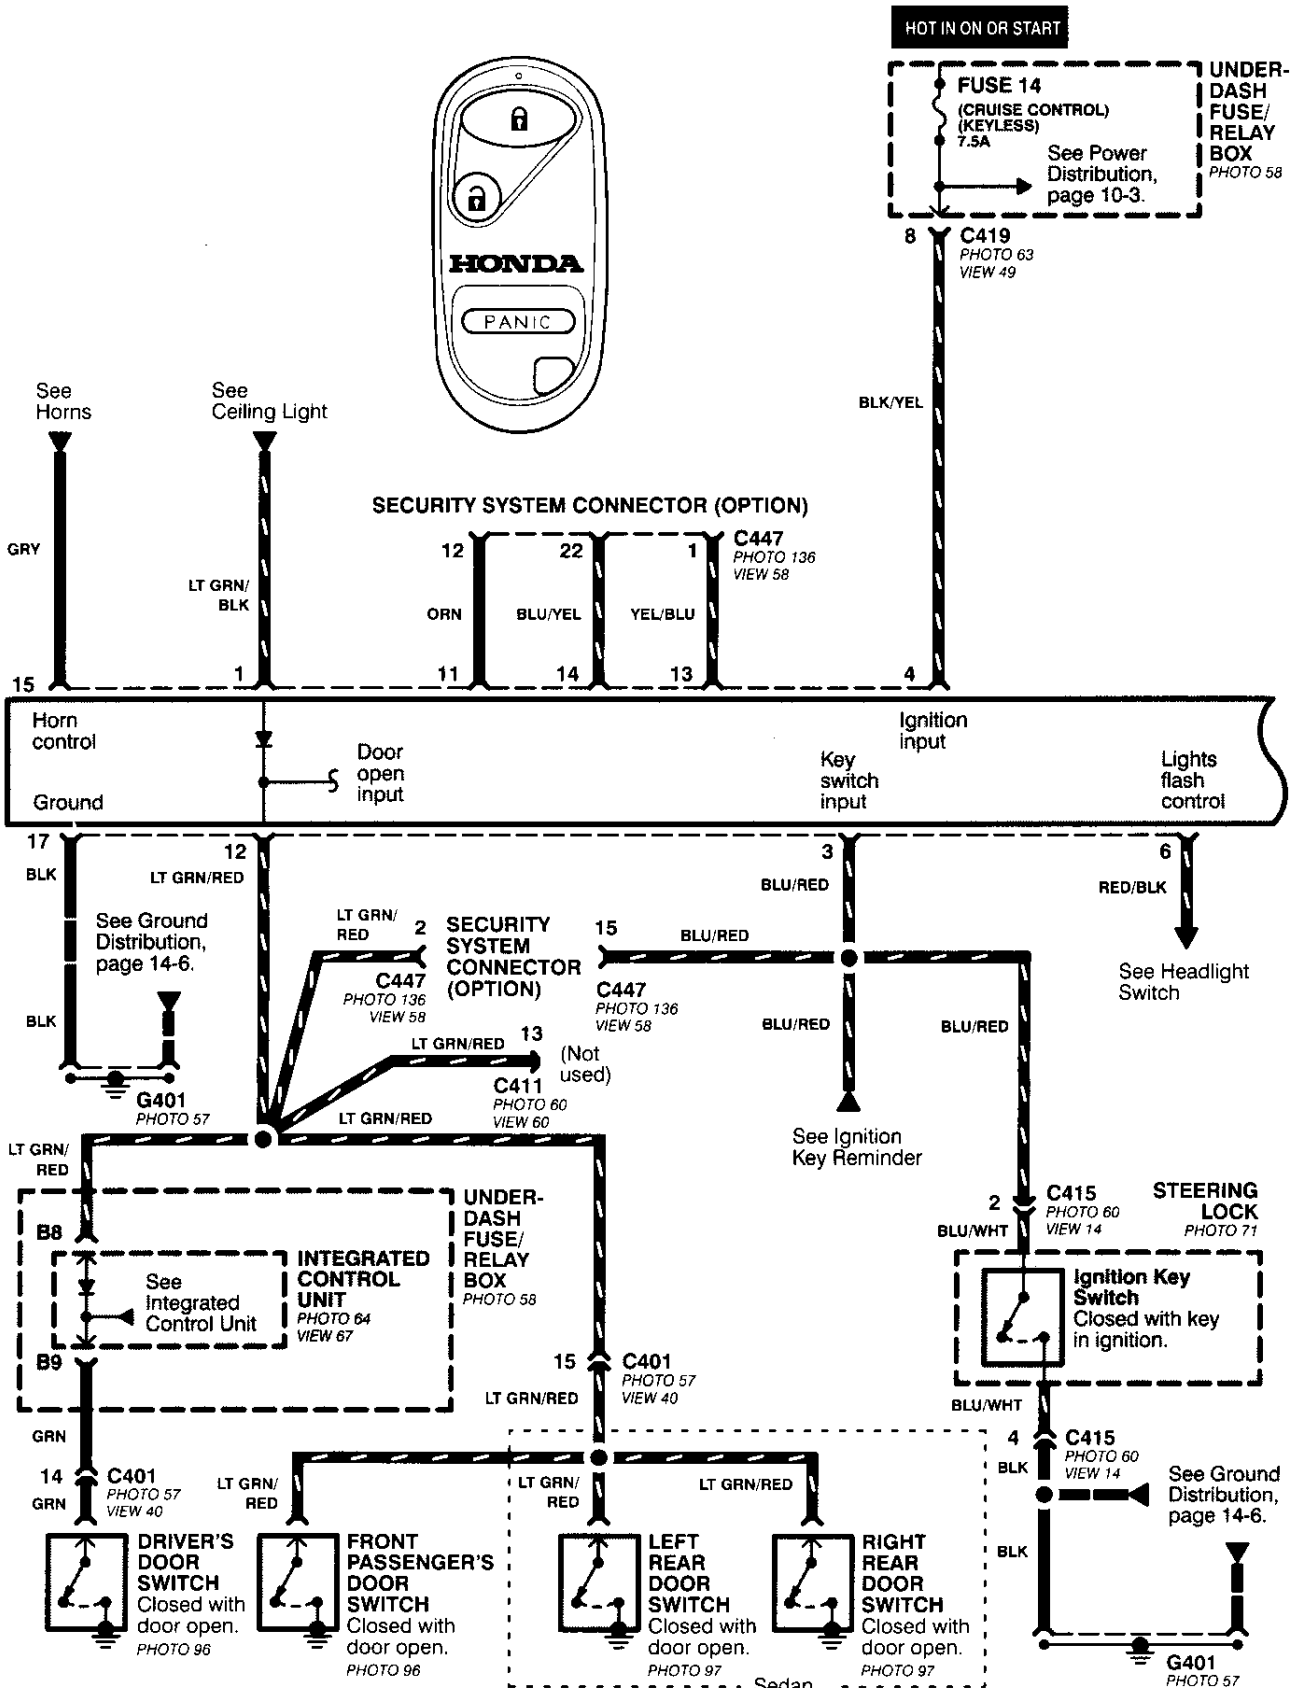 HOT IN ON OR START
FUSE 14
(CRUISE CONTROL)
(KEYLESS)
7.5A
See Power
Distribution,
page 10-3.
UNDER-
DASH
FUSE/
RELAY
BOX
PHOTO 58
8
C419
PHOTO 63
VIEW 49
HONDA
PANIC
See
Horns
See
Ceiling Light
BLK/YEL
SECURITY SYSTEM CONNECTOR (OPTION)
12
22
1
C447
PHOTO 136
VIEW 58
GRY
LT GRN/
BLK
ORN
BLU/YEL
YEL/BLU
15
1
11
14
13
4
Horn
control
Ground
Door
open
input
Key
switch
input
Ignition
input
Lights
flash
control
17
12
3
6
BLK
LT GRN/RED
BLU/RED
RED/BLK
See Ground
Distribution,
page 14-6.
LT GRN/
RED
2
SECURITY
SYSTEM
CONNECTOR
(OPTION)
15
BLU/RED
C447
PHOTO 136
VIEW 58
C447
PHOTO 136
VIEW 58
See Headlight
Switch
BLK
LT GRN/RED
13
(Not
used)
BLU/RED
BLU/RED
C411
PHOTO 60
VIEW 60
G401
PHOTO 57
LT GRN/RED
See Ignition
Key Reminder
LT GRN/
RED
UNDER-
DASH
FUSE/
RELAY
BOX
PHOTO 58
B8
See
Integrated
Control Unit
INTEGRATED
CONTROL
UNIT
PHOTO 64
VIEW 67
B9
2
C415
PHOTO 60
VIEW 14
BLU/WHT
STEERING
LOCK
PHOTO 71
Ignition Key
Switch
Closed with key
in ignition.
15
C401
PHOTO 57
VIEW 40
LT GRN/RED
BLU/WHT
4
C415
PHOTO 60
VIEW 14
BLK
GRN
14
C401
PHOTO 57
VIEW 40
GRN
LT GRN/
RED
LT GRN/
RED
LT GRN/RED
See Ground
Distribution,
page 14-6.
BLK
DRIVER'S
DOOR
SWITCH
Closed with
door open.
PHOTO 96
FRONT
PASSENGER'S
DOOR
SWITCH
Closed with
door open.
PHOTO 96
LEFT
REAR
DOOR
SWITCH
Closed with
door open.
PHOTO 97
RIGHT
REAR
DOOR
SWITCH
Closed with
door open.
PHOTO 97
Sedan
G401
PHOTO 57